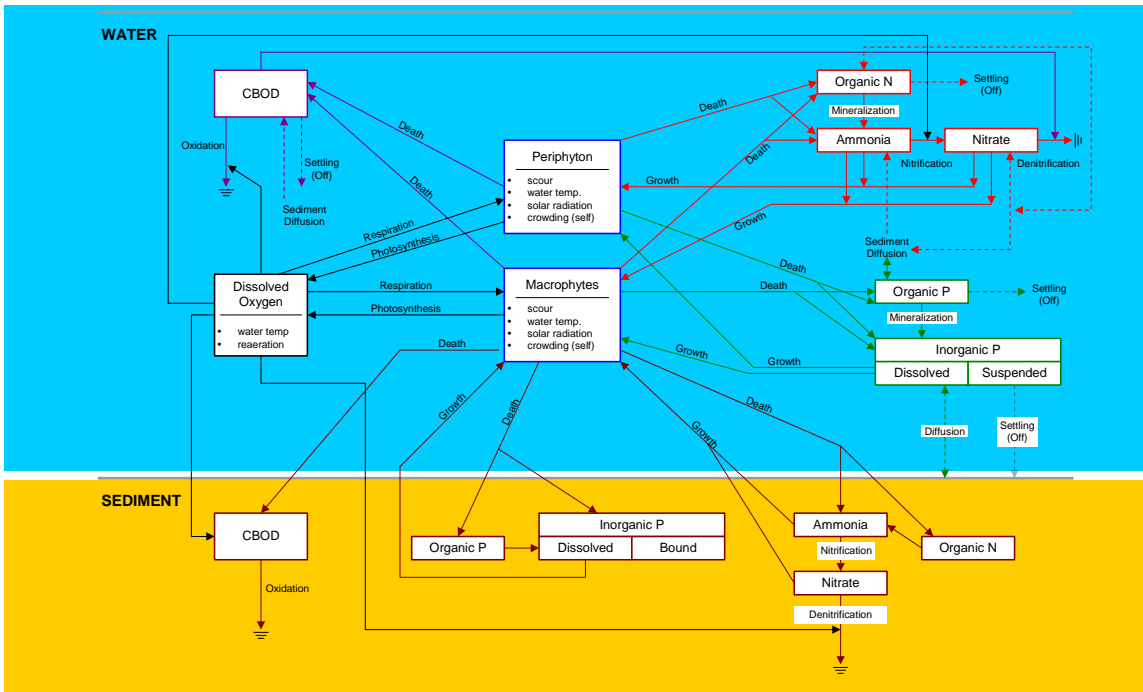 WATER
CBOD
Oxidation
Settling
(Off)
Sediment
Diffusion
Death
Death
Periphyton
• scour
• water temp.
• solar radiation
• crowding (self)
Death
Organic N
Settling
(Off)
Mineralization
Ammonia
Nitrate
Nitrification
Denitrification
Death
Growth
Growth
Sediment
Diffusion
Respiration
Photosynthesis
Dissolved
Oxygen
• water temp
• reaeration
Respiration
Photosynthesis
Macrophytes
• scour
• water temp.
• solar radiation
• crowding (self)
Death
Death
Organic P
Settling
(Off)
Mineralization
Inorganic P
Dissolved
Suspended
Growth
Growth
Diffusion
Settling
(Off)
Death
Growth
Death
Death
Growth
SEDIMENT
CBOD
Oxidation
Organic P
Inorganic P
Dissolved
Bound
Ammonia
Nitrification
Organic N
Nitrate
Denitrification